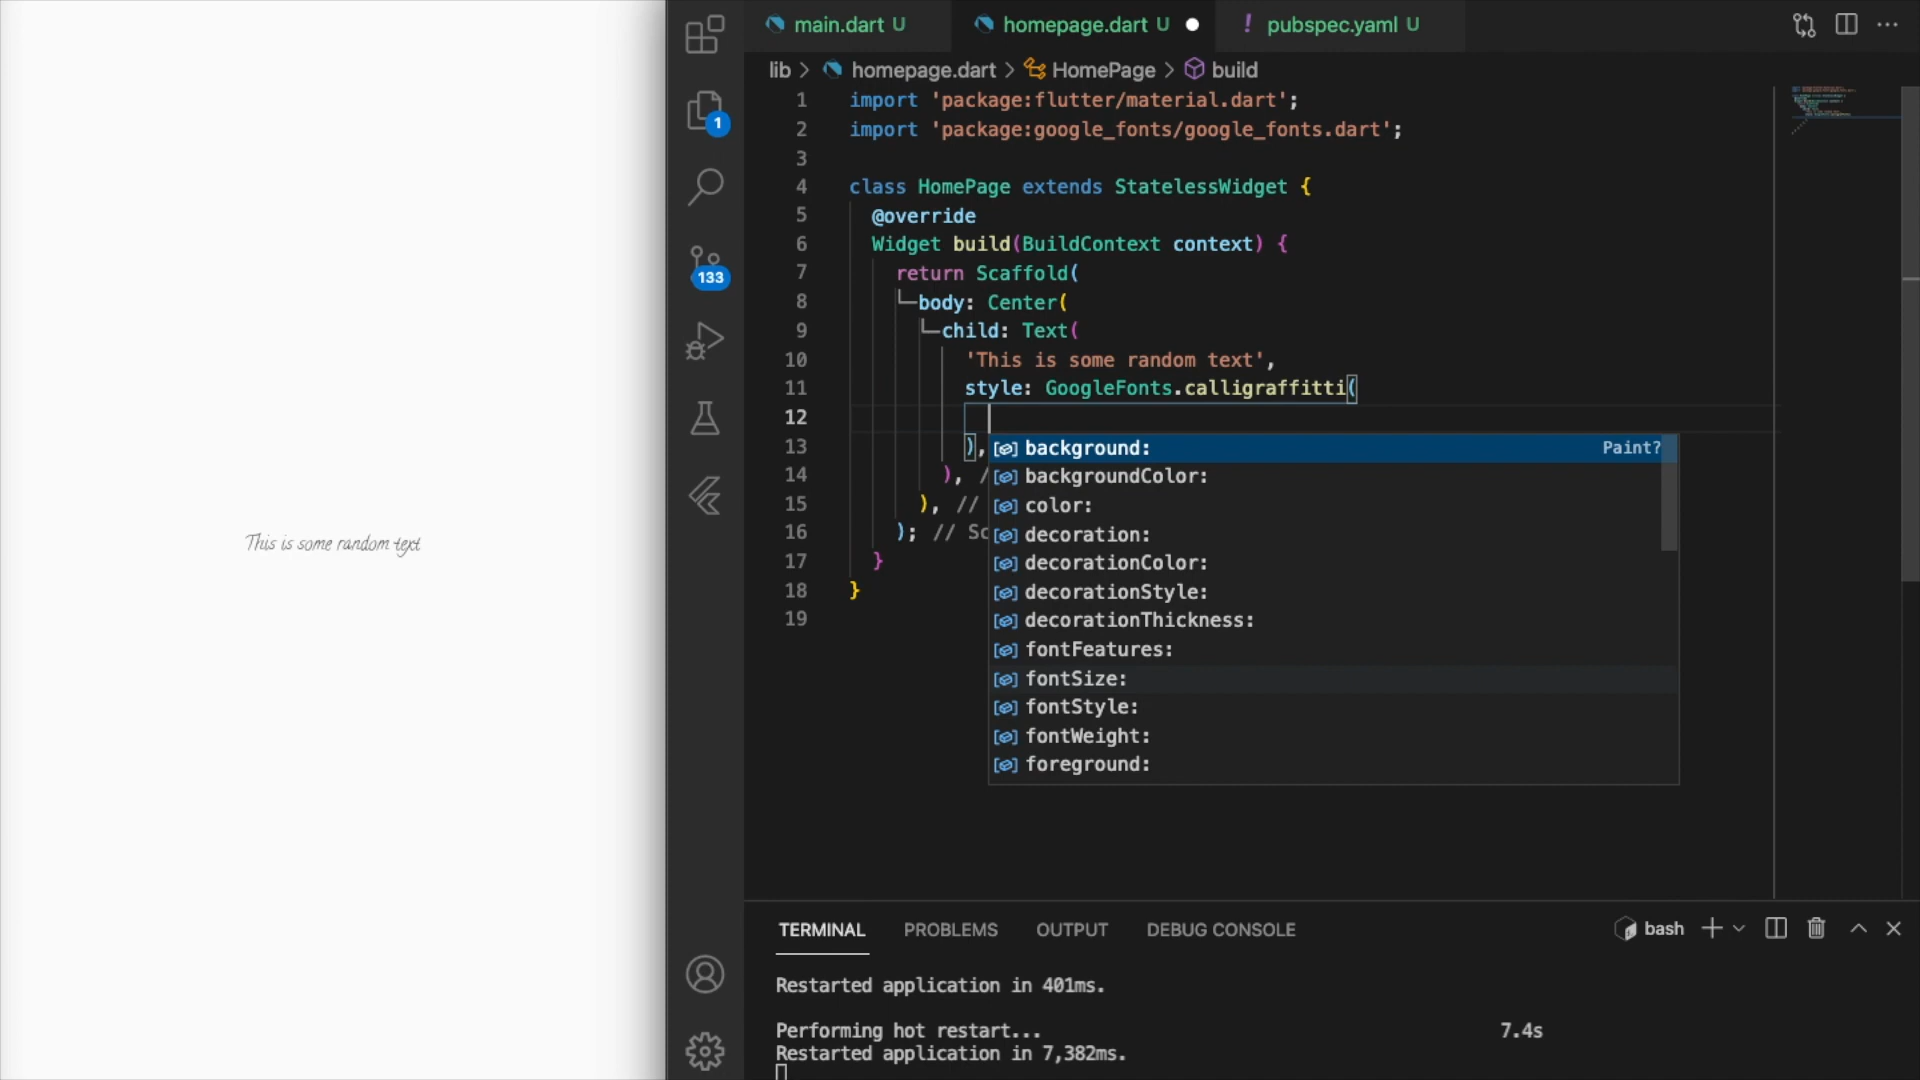 This is some random text
main.dart U
homepage.dart U
! pubspec.yaml U
lib > homepage.dart > HomePage > build
1 import 'package:flutter/material.dart';
2 import 'package:google_fonts/google_fonts.dart';
3
4 class HomePage extends StatelessWidget {
5 @override
6 Widget build(BuildContext context) {
7 return Scaffold(
8 body: Center(
9 child: Text(
10 'This is some random text',
11 style: GoogleFonts.calligraffitti(
12
13 ),
14 ), /
15 ), //
16 ); // Sc
17 }
18 }
19
background: Paint?
backgroundColor:
color:
decoration:
decorationColor:
decorationStyle:
decorationThickness:
fontFeatures:
fontSize:
fontStyle:
fontWeight:
foreground:
1
133
TERMINAL PROBLEMS OUTPUT DEBUG CONSOLE bash
Restarted application in 401ms.
Performing hot restart... 7.4s
Restarted application in 7,382ms.